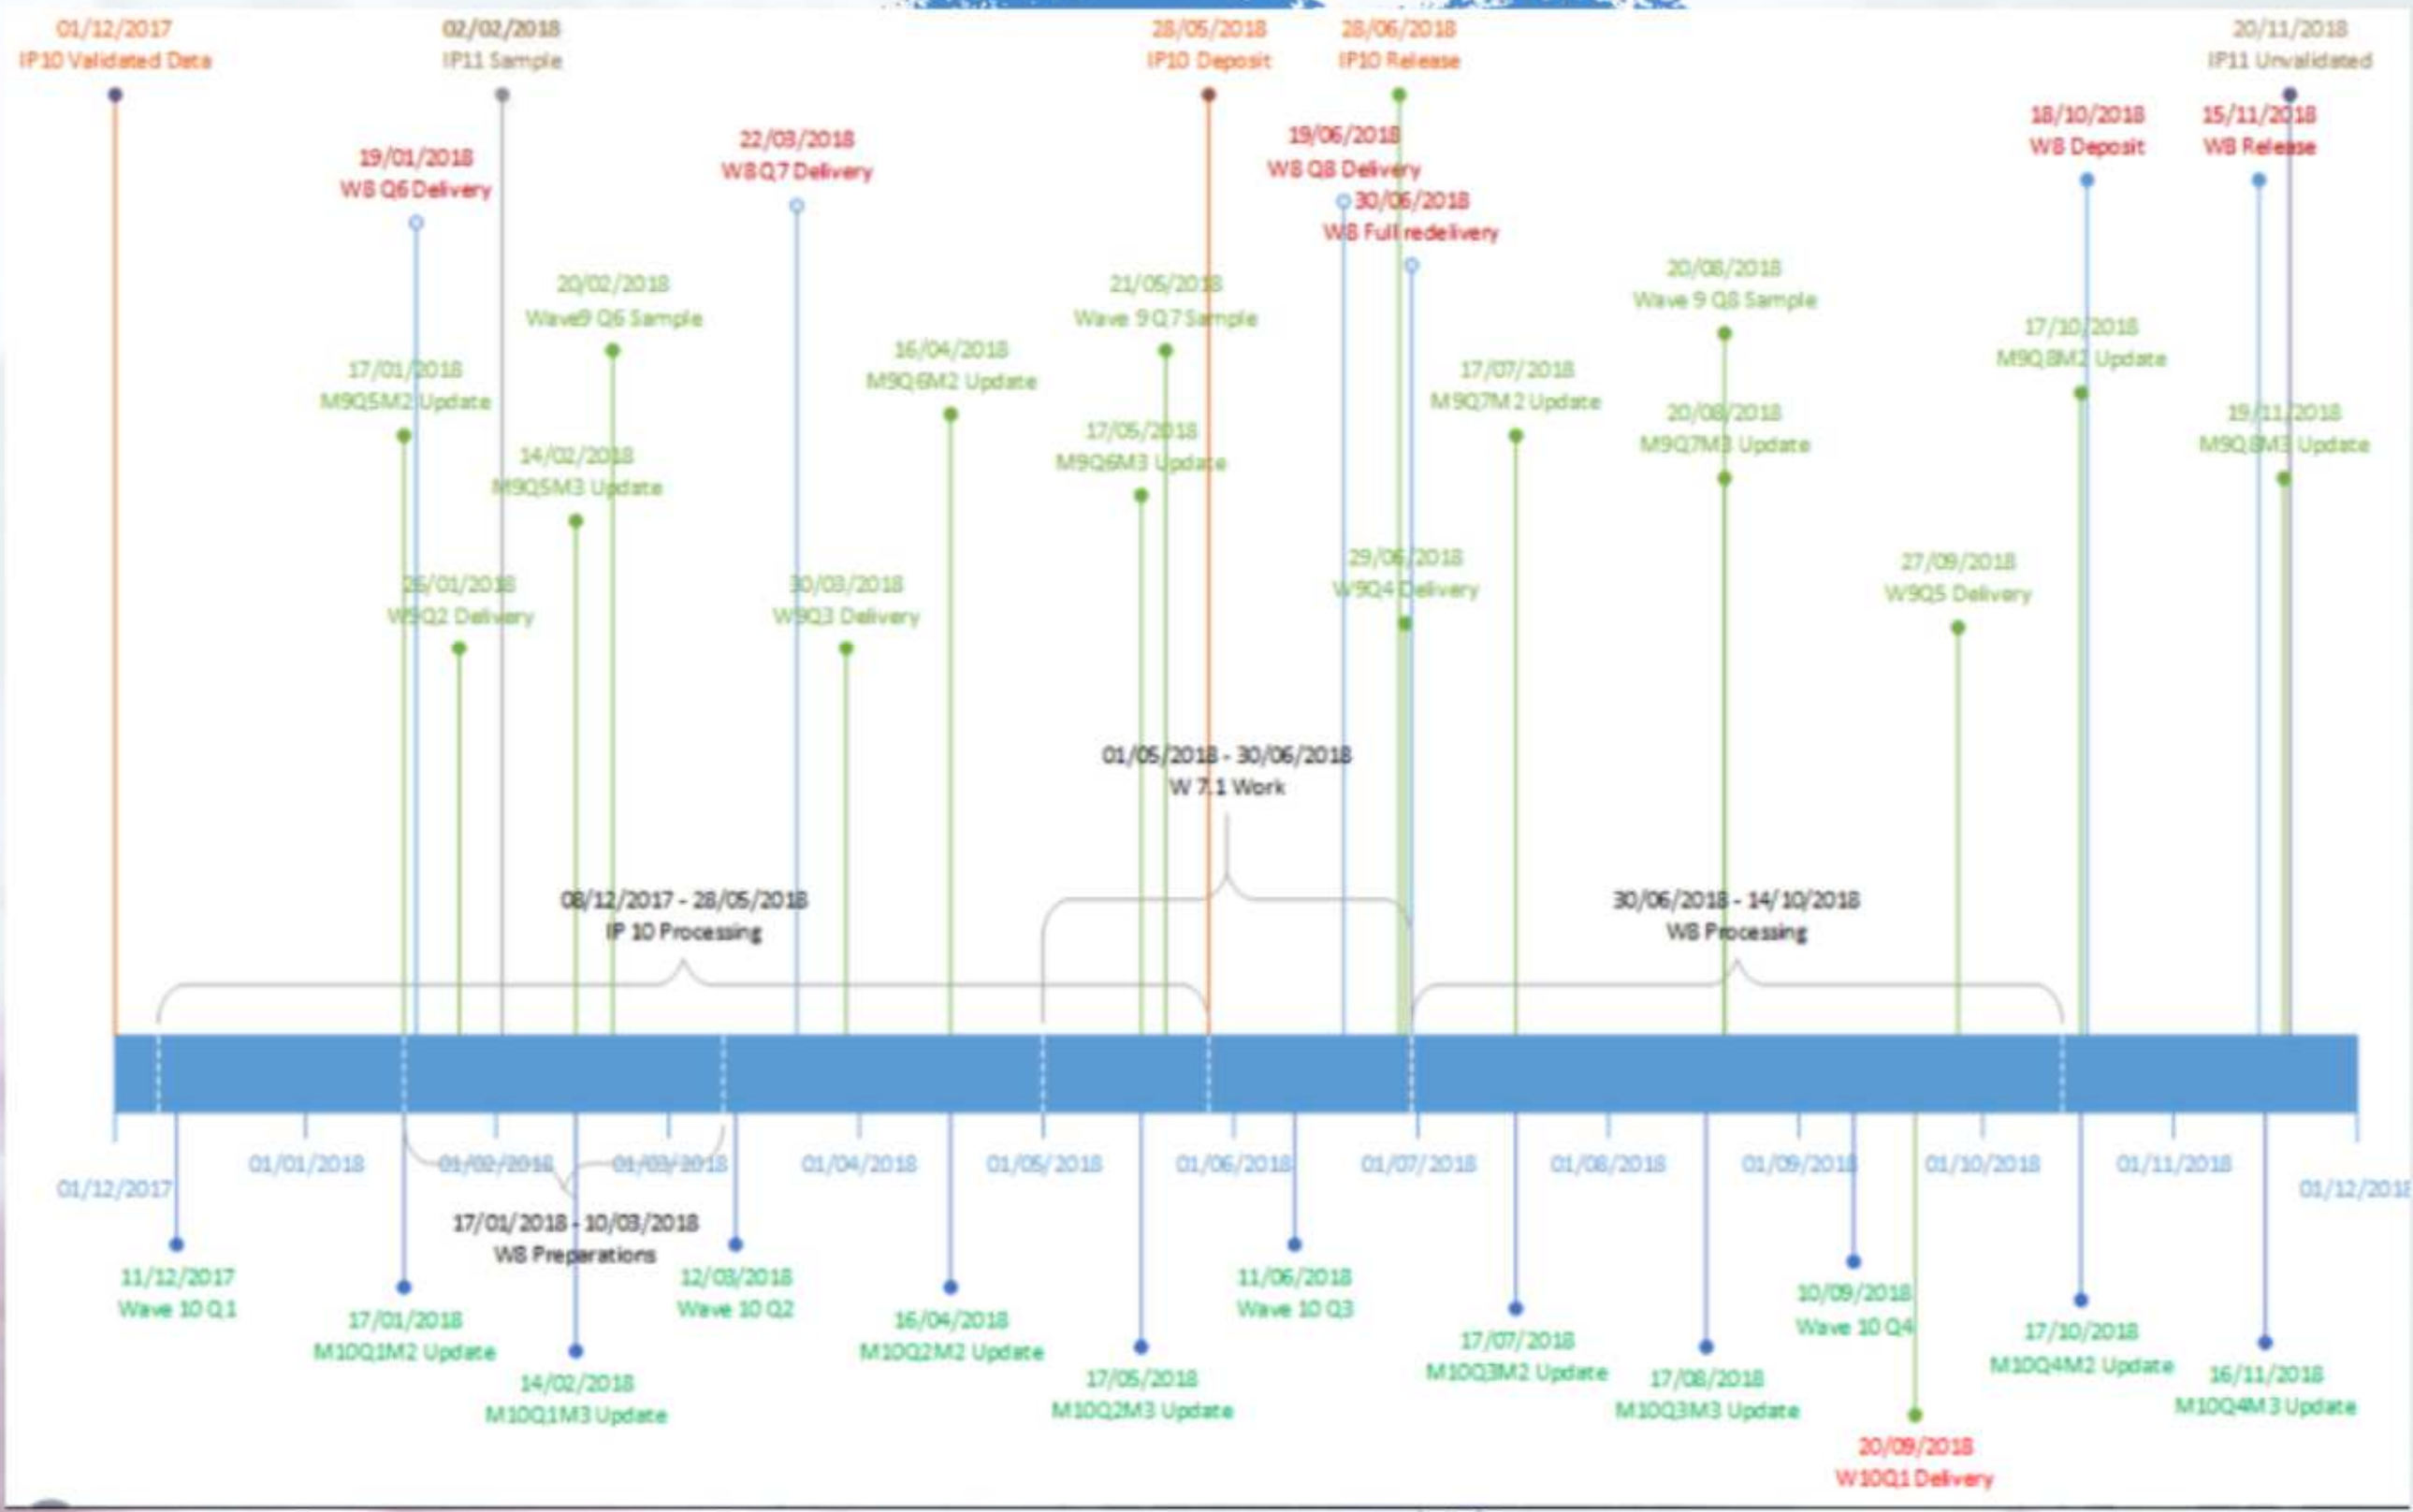 01/12/2017
IP10 Validated Data
02/02/2018
IP11 Sample
28/05/2018
IP10 Deposit
28/06/2018
IP10 Release
20/11/2018
IP11 Unvalidated
19/01/2018
W8 Q6 Delivery
22/03/2018
W8Q7 Delivery
19/06/2018
W8 Q8 Delivery
30/06/2018
W8 Full redelivery
18/10/2018
W8 Deposit
15/11/2018
W8 Release
20/02/2018
Wave9 Q6 Sample
21/05/2018
Wave 9Q7 Sample
20/08/2018
Wave 9 Q8 Sample
17/01/2018
M9Q5M2 Update
16/04/2018
M9Q6M2 Update
17/07/2018
M9Q7M2 Update
17/10/2018
M9Q8M2 Update
14/02/2018
M9Q5M3 Update
17/05/2018
M9Q6M3 Update
20/08/2018
M9Q7M3 Update
19/11/2018
M9Q8M3 Update
26/01/2018
W9Q2 Delivery
30/03/2018
W9Q3 Delivery
29/06/2018
W9Q4 Delivery
27/09/2018
W9Q5 Delivery
01/05/2018 - 30/06/2018
W 7.1 Work
08/12/2017 - 28/05/2018
IP 10 Processing
30/06/2018 - 14/10/2018
W8 Processing
01/12/2017
01/01/2018
01/02/2018
01/03/2018
01/04/2018
01/05/2018
01/06/2018
01/07/2018
01/08/2018
01/09/2018
01/10/2018
01/11/2018
01/12/2018
17/01/2018 - 10/03/2018
W8 Preparations
11/12/2017
Wave 10 Q1
12/03/2018
Wave 10 Q2
11/06/2018
Wave 10 Q3
10/09/2018
Wave 10 Q4
17/01/2018
M10Q1M2 Update
16/04/2018
M10Q2M2 Update
17/07/2018
M10Q3M2 Update
17/10/2018
M10Q4M2 Update
14/02/2018
M10Q1M3 Update
17/05/2018
M10Q2M3 Update
17/08/2018
M10Q3M3 Update
16/11/2018
M10Q4M3 Update
20/09/2018
W10Q1 Delivery